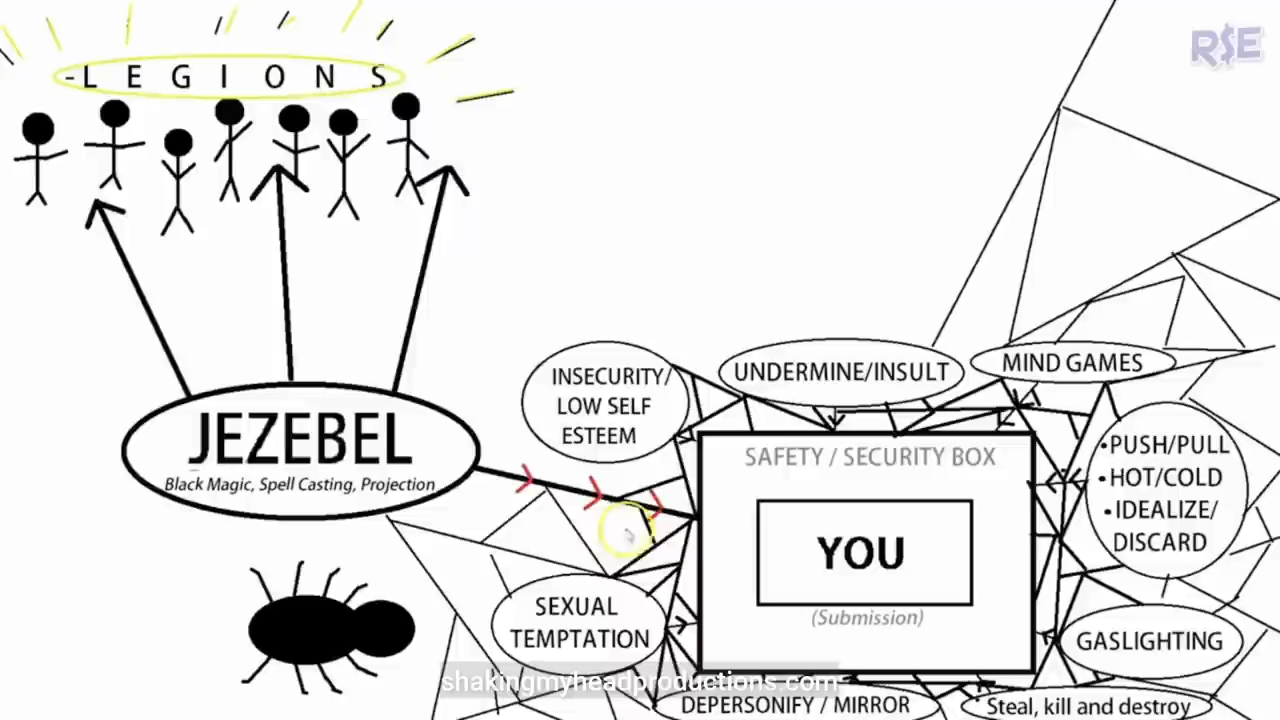 R$E
-LEGIONS
JEZEBEL
Black Magic, Spell Casting, Projection
INSECURITY/
LOW SELF
ESTEEM
UNDERMINE/INSULT
MIND GAMES
SAFETY / SECURITY BOX
YOU
(Submission)
•PUSH/PULL
•HOT/COLD
•IDEALIZE/
DISCARD
SEXUAL
TEMPTATION
GASLIGHTING
shakingmyheadproductions.com
DEPERSONIFY / MIRROR
Steal, kill and destroy